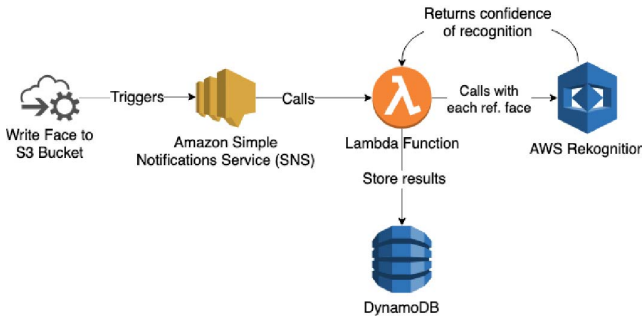 Returns confidence
of recognition
Triggers
Calls
Calls with
each ref. face
Write Face to
S3 Bucket
Amazon Simple
Notifications Service (SNS)
Lambda Function
AWS Rekognition
Store results
DynamoDB